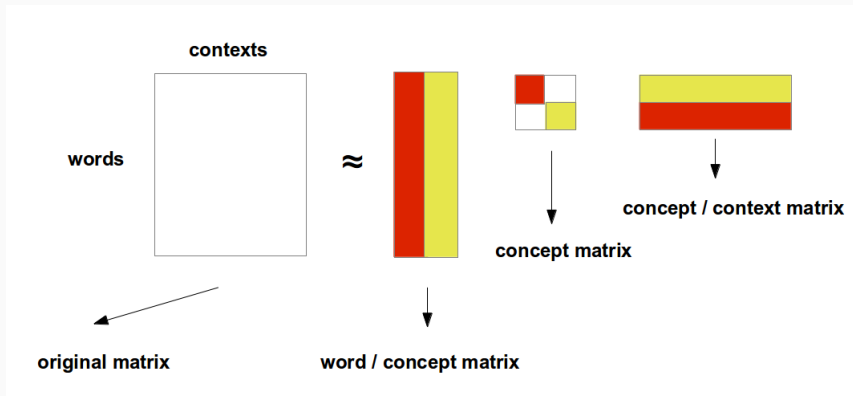 contexts
words
≈
concept / context matrix
concept matrix
original matrix
word / concept matrix